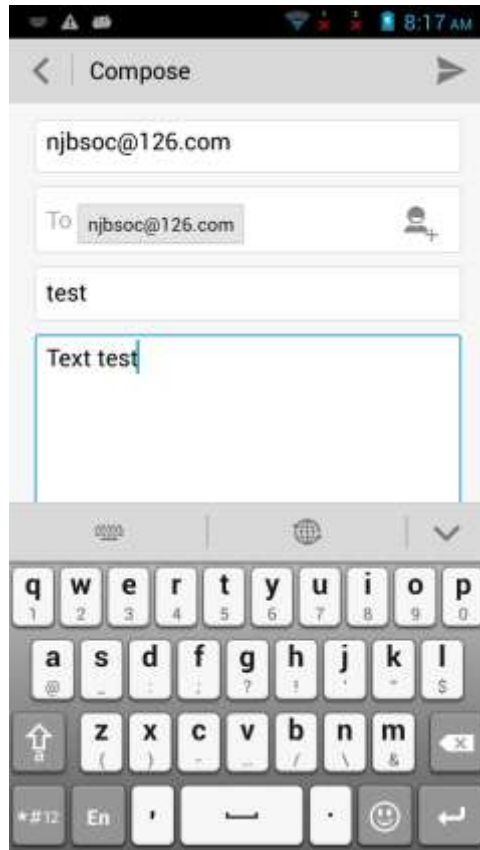 8:17 AM
Compose
njbsoc@126.com
To njbsoc@126.com
test
Text test
q w e r t y u i o p
1 2 3 4 5 6 7 8 9 0
a s d f g h j k l
@ _ : ; ? ! ' " $
z x c v b n m
( ) - … / \ &
*#12 En , .